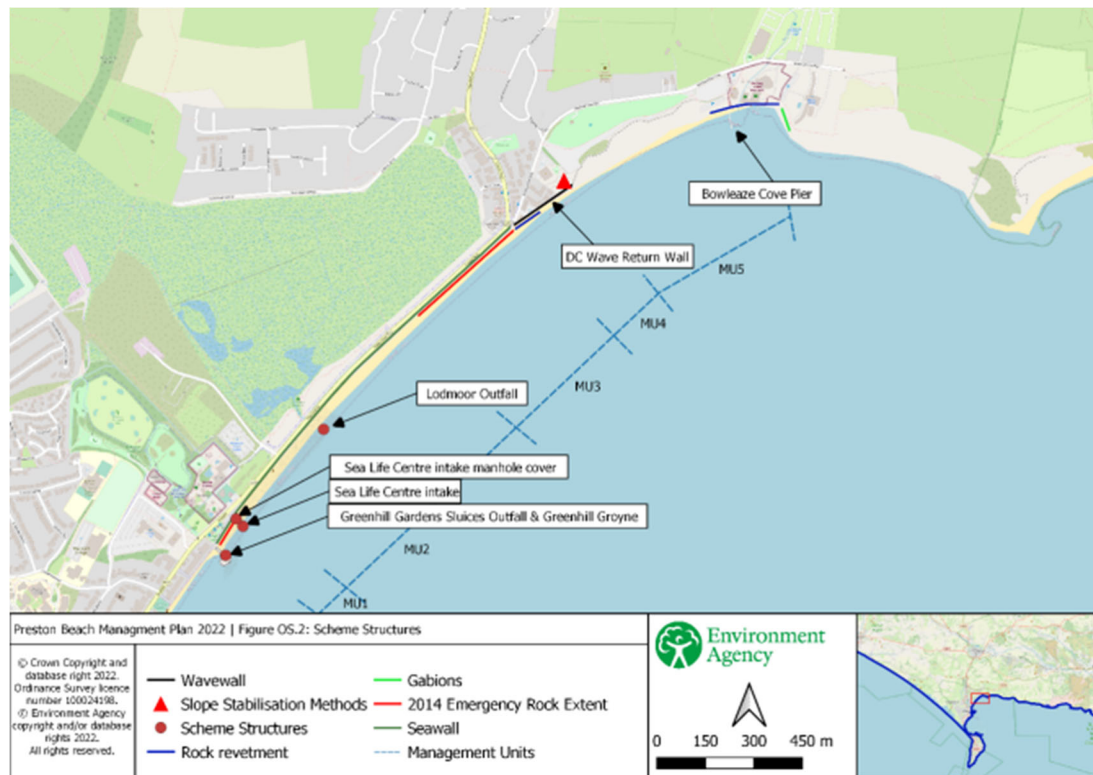 Bowleaze Cove Pier
DC Wave Return Wall
MU5
MU4
MU3
Lodmoor Outfall
Sea Life Centre intake manhole cover
Sea Life Centre intake
Greenhill Gardens Sluices Outfall & Greenhill Groyne
MU2
MU1
Preston Beach Managment Plan 2022 | Figure OS.2: Scheme Structures
© Crown Copyright and
database right 2022.
Ordinance Survey licence
number 100024198.
© Environment Agency
copyright and/or database
rights 2022.
All rights reserved.
Wavewall
Slope Stabilisation Methods
Scheme Structures
Rock revetment
Gabions
2014 Emergency Rock Extent
Seawall
Management Units
Environment
Agency
0 150 300 450 m